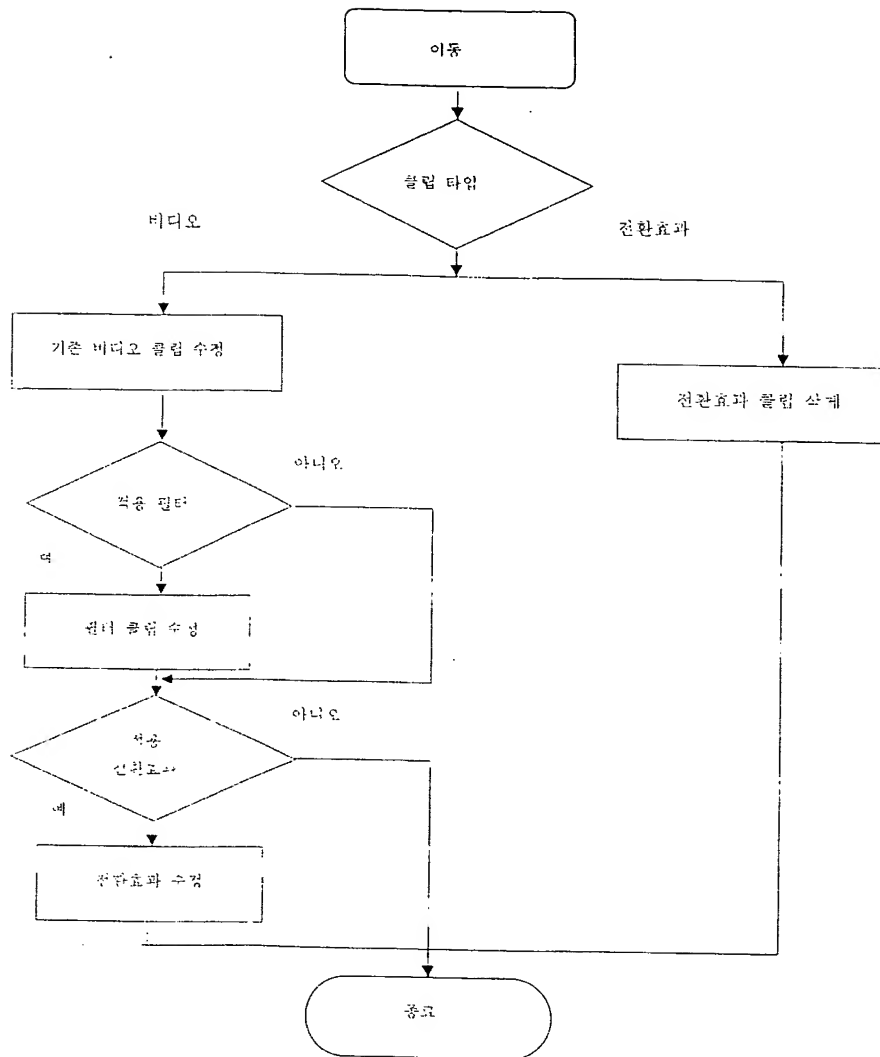 이동
클립 타입
비디오
전환효과
기존 비디오 클립 수정
전환효과 클립 삭제
아니오
적용 필터
예
필터 클립 수정
아니오
적용
전환효과
예
전환효과 수정
종료